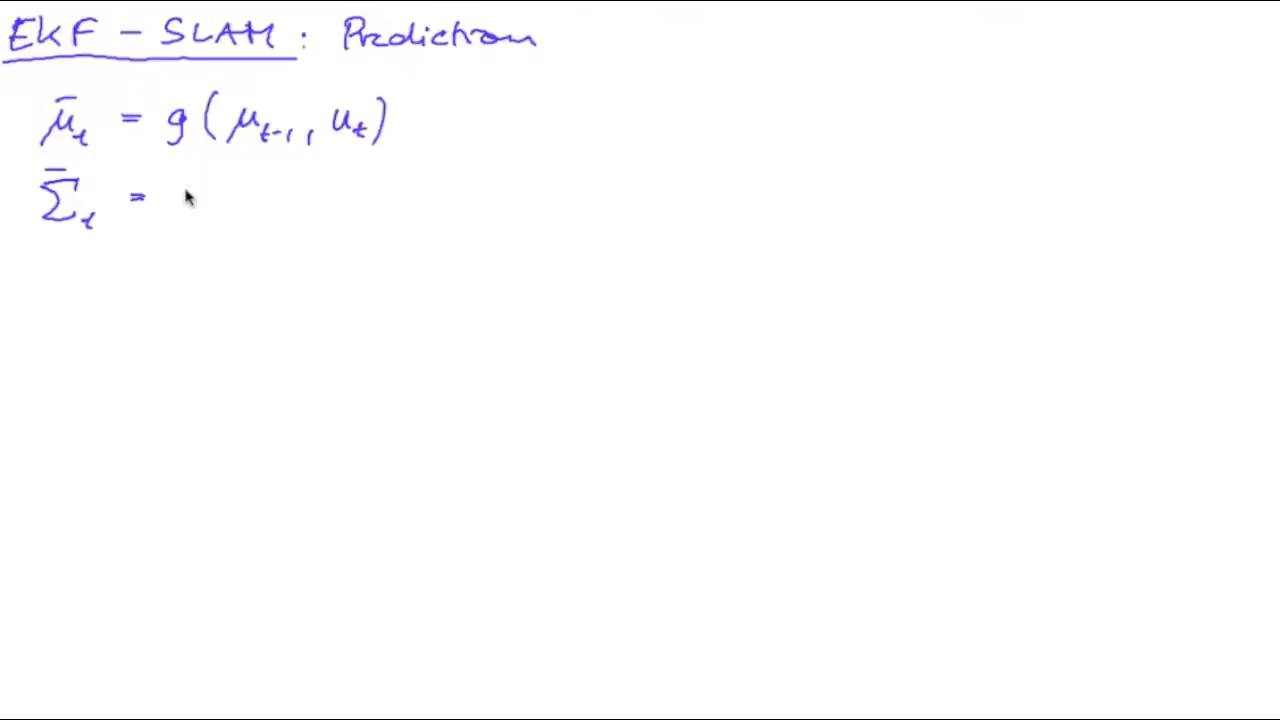 EKF - SLAM : Prediction
μ̄ₜ = g ( μₜ₋₁, uₜ )
Σ̄ₜ =